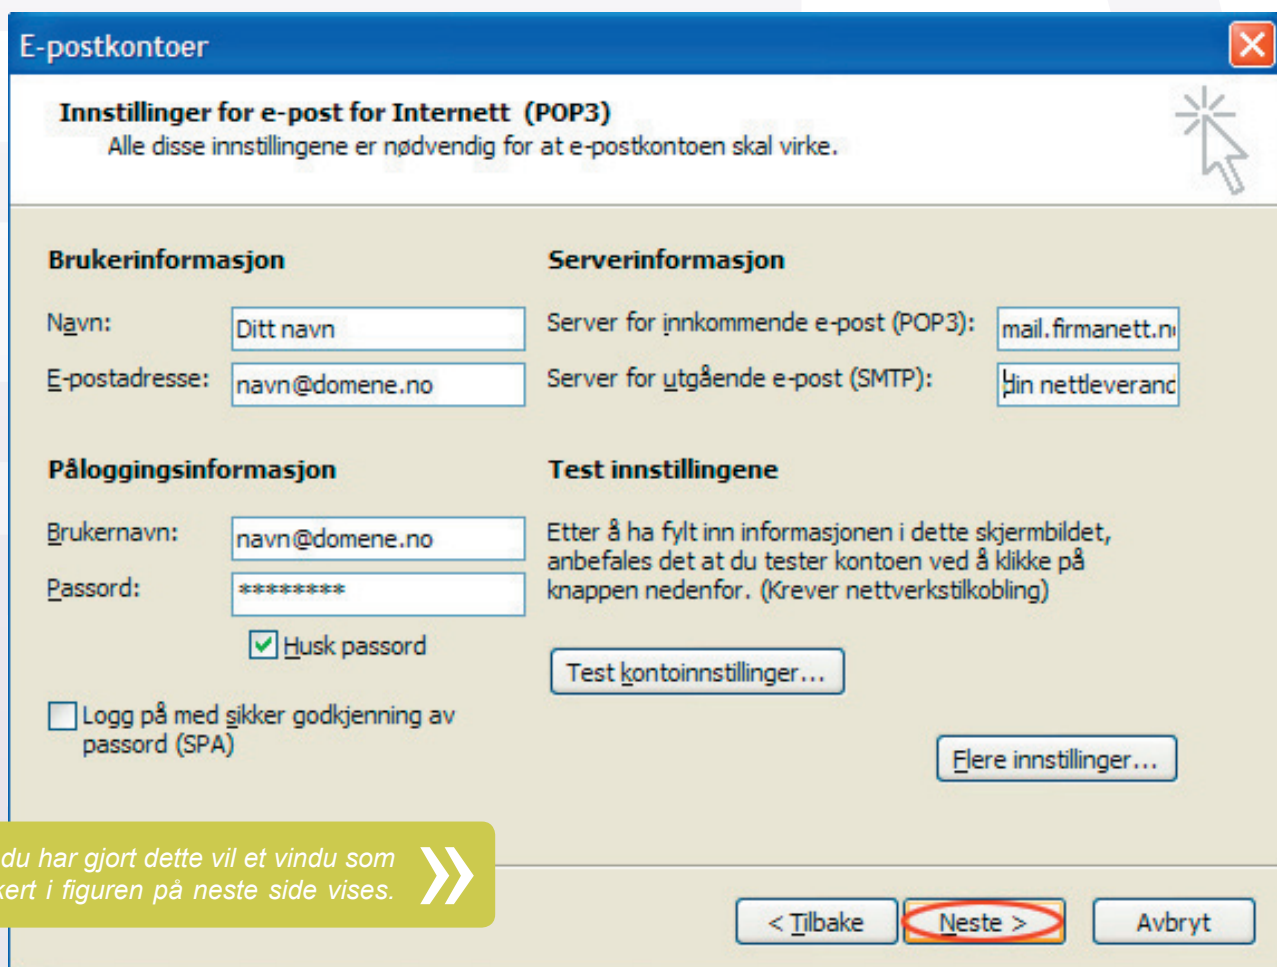 E-postkontoer
Innstillinger for e-post for Internett (POP3)
Alle disse innstillingene er nødvendig for at e-postkontoen skal virke.
Brukerinformasjon
Navn: Ditt navn
E-postadresse: navn@domene.no
Serverinformasjon
Server for innkommende e-post (POP3): mail.firmanett.n
Server for utgående e-post (SMTP): din nettleverand
Påloggingsinformasjon
Brukernavn: navn@domene.no
Passord: ********
Husk passord
Logg på med sikker godkjenning av
passord (SPA)
Test innstillingene
Etter å ha fylt inn informasjonen i dette skjermbildet,
anbefales det at du tester kontoen ved å klikke på
knappen nedenfor. (Krever nettverkstilkobling)
Test kontoinnstillinger...
Flere innstillinger...
du har gjort dette vil et vindu som
kert i figuren på neste side vises.
< Tilbake Neste > Avbryt